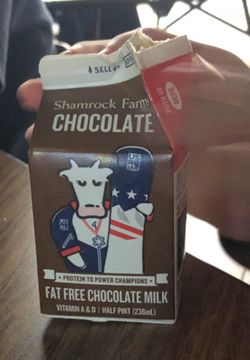 SELL
Shamrock Farms
CHOCOLATE
PROTEIN TO POWER CHAMPIONS
FAT FREE CHOCOLATE MILK
VITAMIN A & D | HALF PINT (236mL)